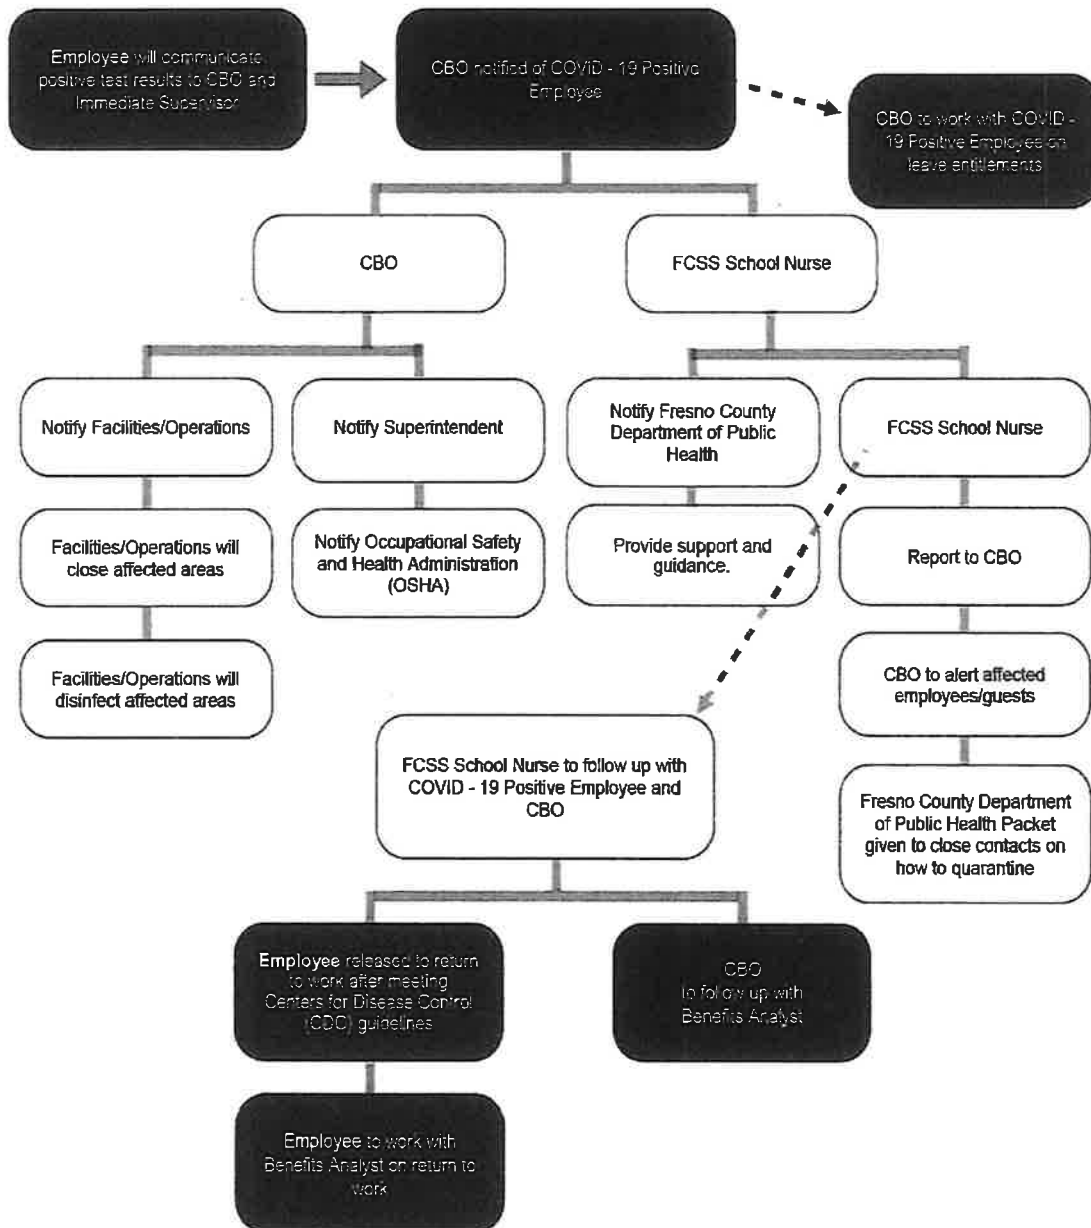 Employee will communicate
positive test results to CBO and
Immediate Supervisor
CBO notified of COVID - 19 Positive
Employee
CBO to work with COVID -
19 Positive Employee on
leave entitlements
CBO
FCSS School Nurse
Notify Facilities/Operations
Notify Superintendent
Notify Fresno County
Department of Public
Health
FCSS School Nurse
Facilities/Operations will
close affected areas
Notify Occupational Safety
and Health Administration
(OSHA)
Provide support and
guidance.
Report to CBO
Facilities/Operations will
disinfect affected areas
CBO to alert affected
employees/guests
FCSS School Nurse to follow up with
COVID - 19 Positive Employee and
CBO
Fresno County Department
of Public Health Packet
given to close contacts on
how to quarantine
Employee released to return
to work after meeting
Centers for Disease Control
(CDC) guidelines
CBO
to follow up with
Benefits Analyst
Employee to work with
Benefits Analyst on return to
work